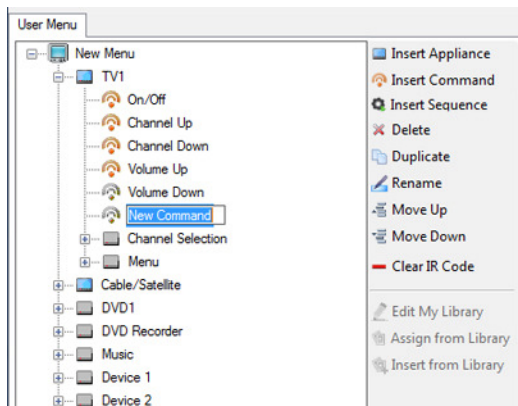 User Menu
New Menu
TV1
On/Off
Channel Up
Channel Down
Volume Up
Volume Down
New Command
Channel Selection
Menu
Cable/Satellite
DVD1
DVD Recorder
Music
Device 1
Device 2
Insert Appliance
Insert Command
Insert Sequence
Delete
Duplicate
Rename
Move Up
Move Down
Clear IR Code
Edit My Library
Assign from Library
Insert from Library